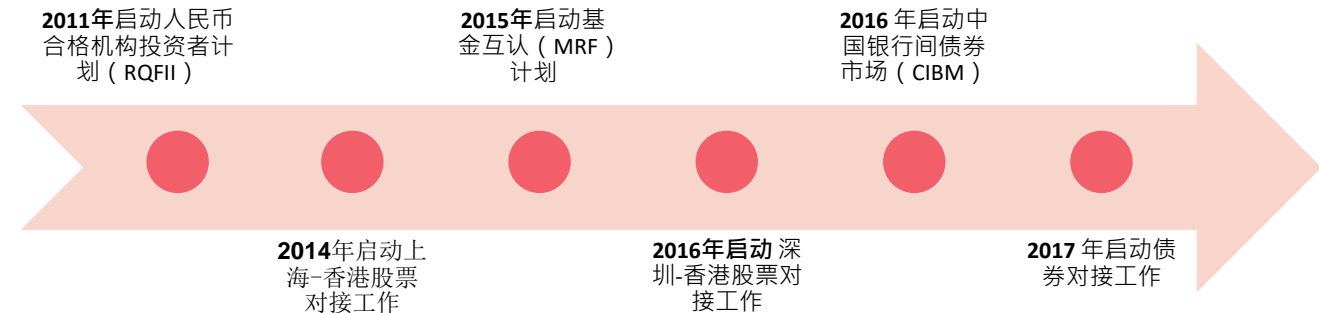 2011年启动人民币
合格机构投资者计
划（RQFII）
2014年启动上
海-香港股票
对接工作
2015年启动基
金互认（MRF）
计划
2016年启动 深
圳-香港股票对
接工作
2016 年启动中
国银行间债券
市场（CIBM）
2017 年启动债
券对接工作